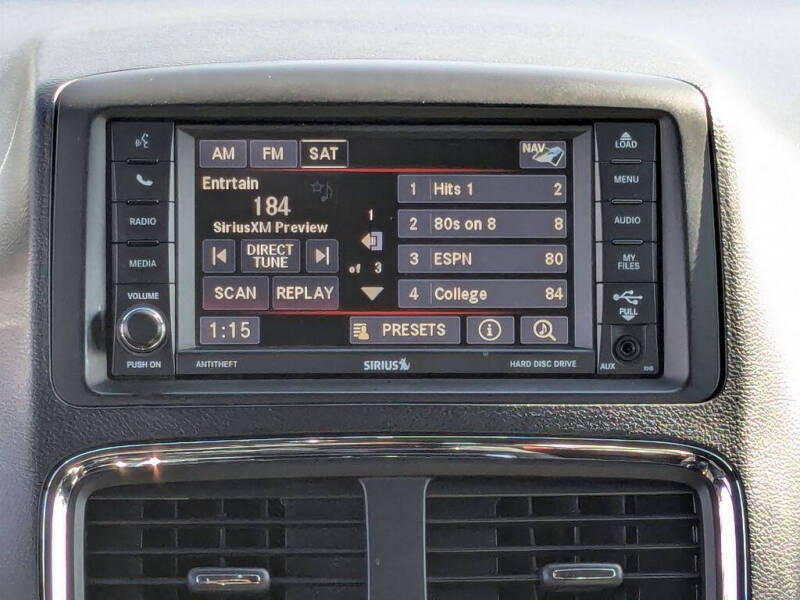 AM FM SAT NAV
Entrtain
184
SiriusXM Preview
DIRECT
TUNE
SCAN REPLAY
1
of 3
1 Hits 1 2
2 80s on 8 8
3 ESPN 80
4 College 84
1:15 PRESETS
RADIO
MEDIA
VOLUME
PUSH ON
LOAD
MENU
AUDIO
MY
FILES
PULL
AUX
ANTITHEFT SIRIUS HARD DISC DRIVE